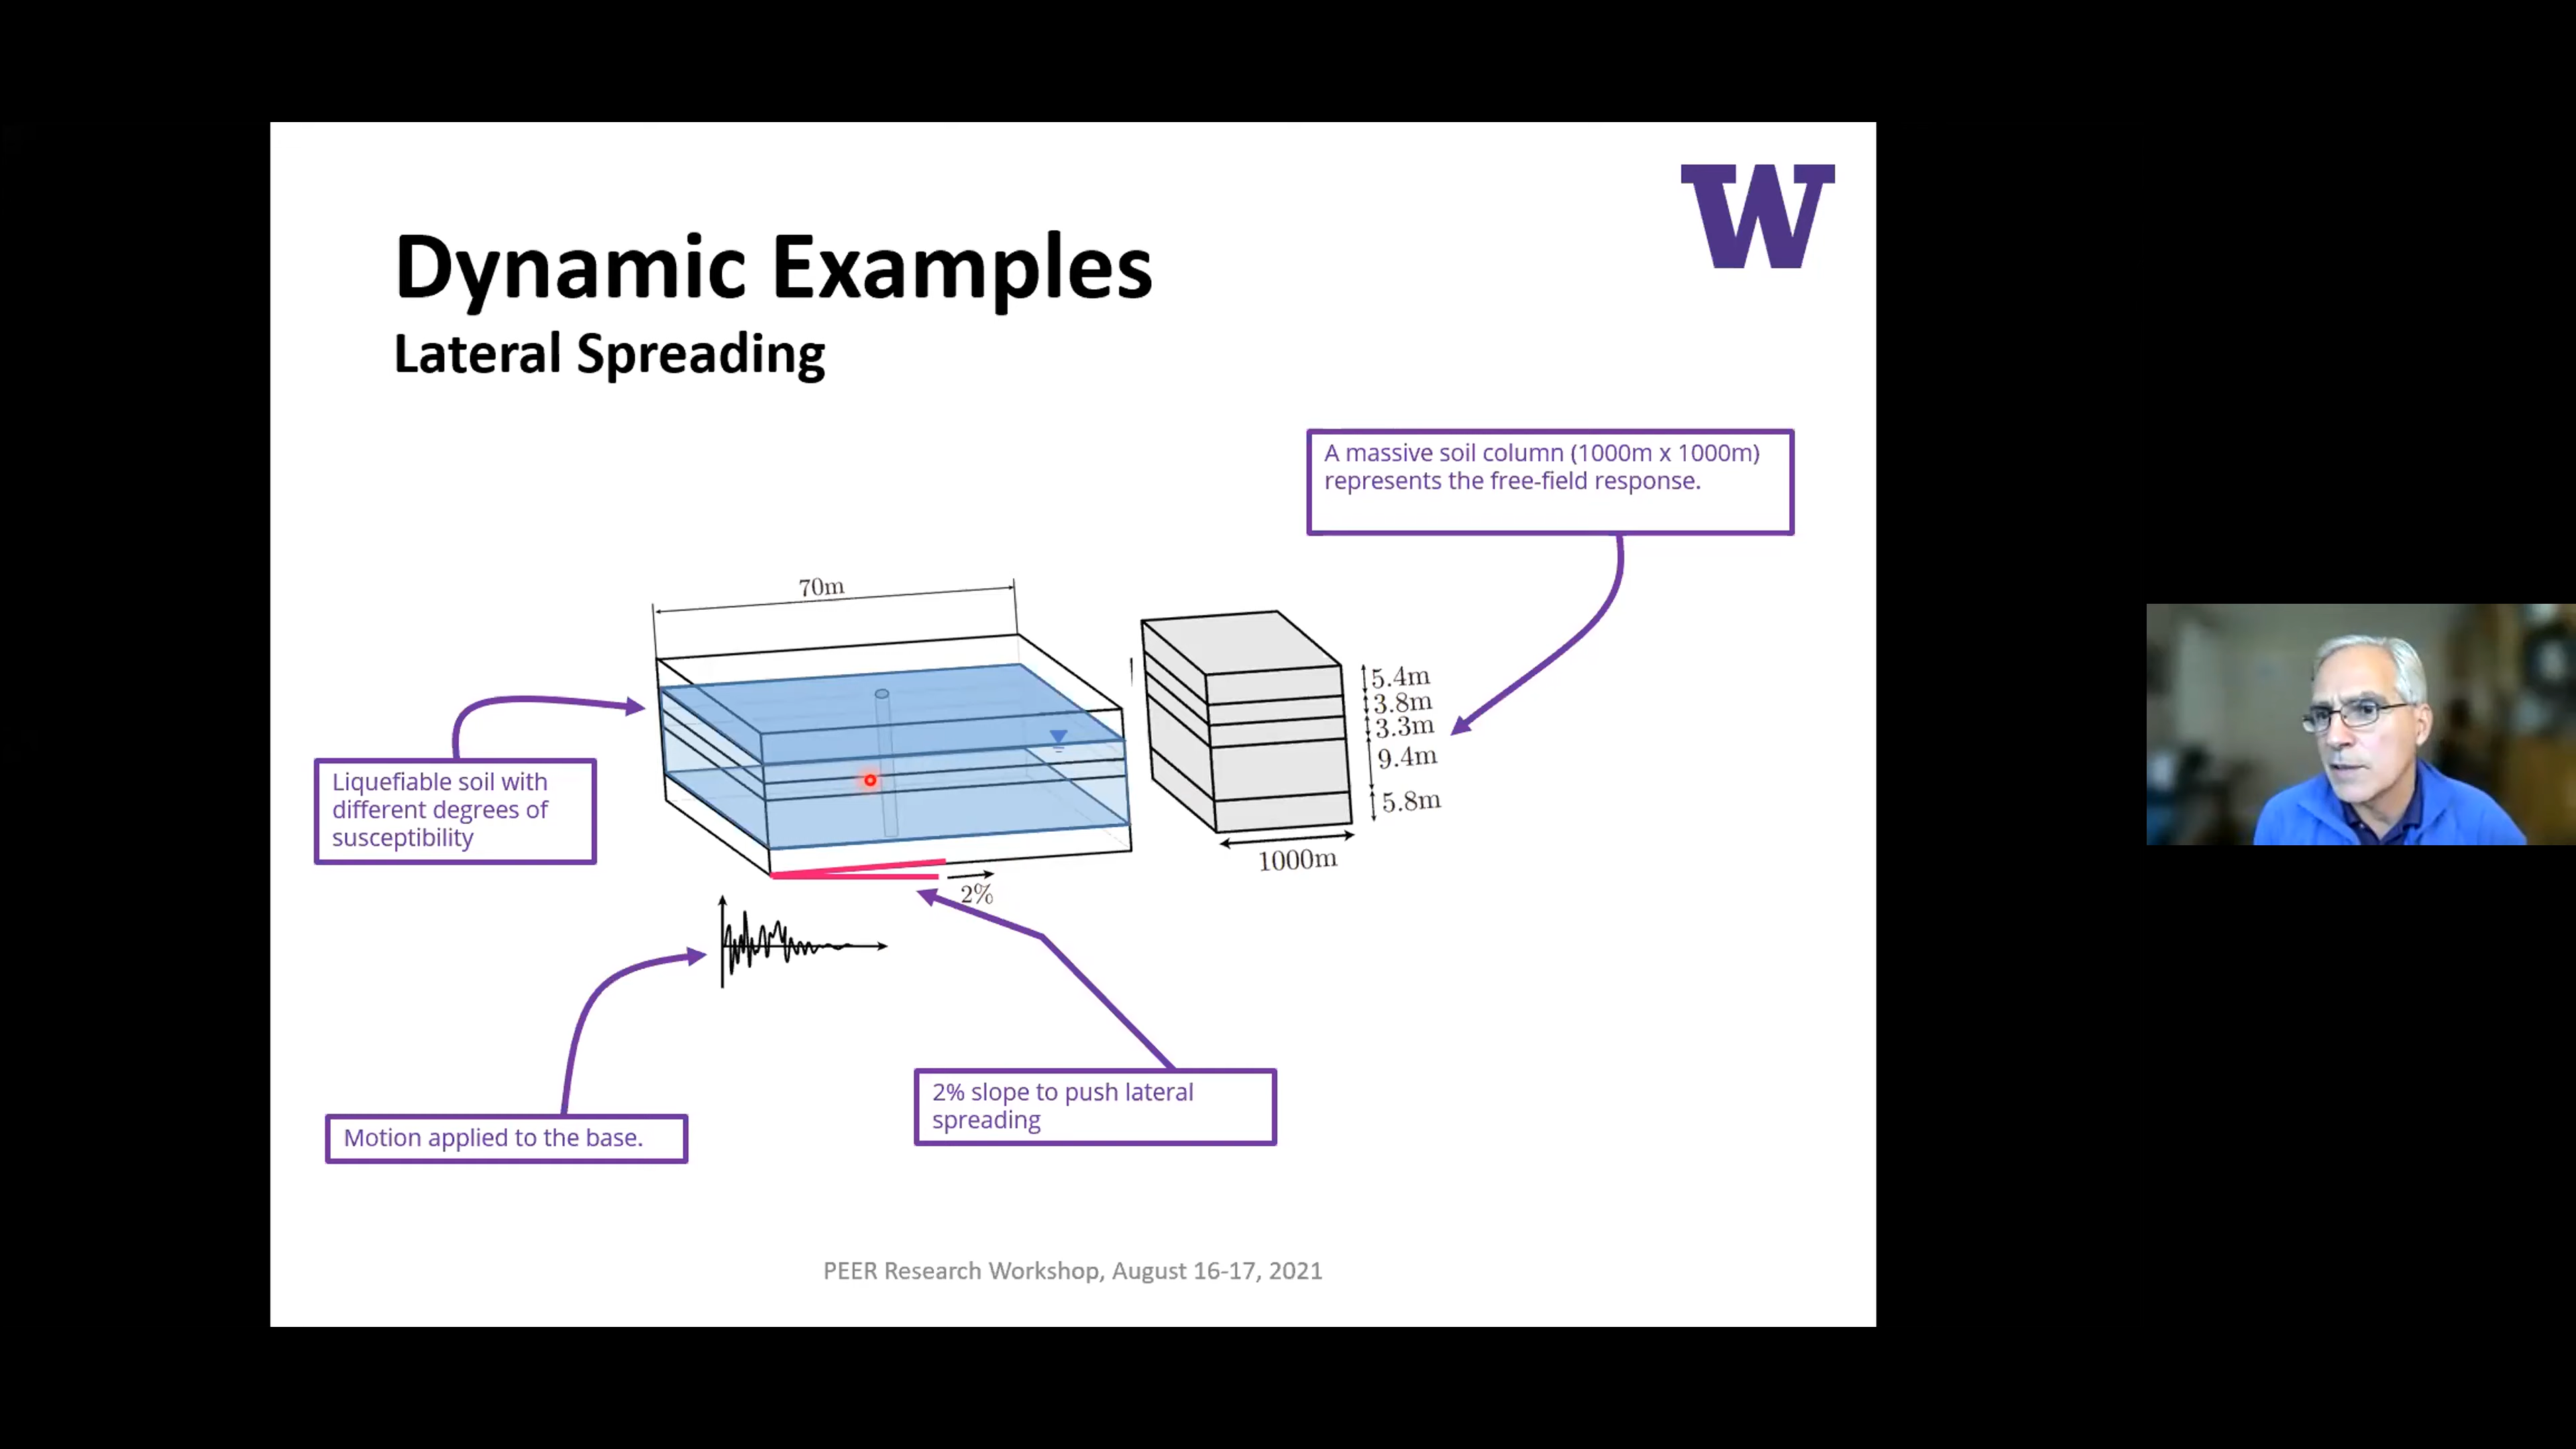 W
Dynamic Examples
Lateral Spreading
A massive soil column (1000m x 1000m)
represents the free-field response.
70m
5.4m
3.8m
3.3m
9.4m
5.8m
1000m
Liquefiable soil with
different degrees of
susceptibility
2%
Motion applied to the base.
2% slope to push lateral
spreading
PEER Research Workshop, August 16-17, 2021